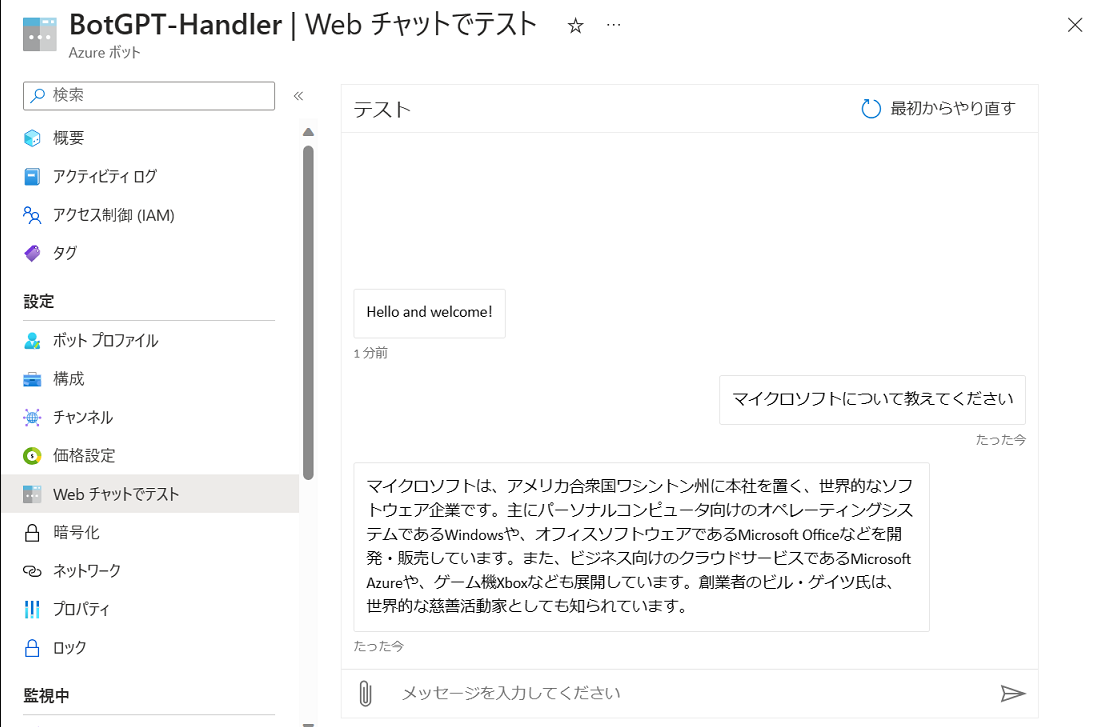 BotGPT-Handler | Web チャットでテスト
Azure ボット
検索
概要
アクティビティ ログ
アクセス制御 (IAM)
タグ
設定
ボット プロファイル
構成
チャンネル
価格設定
Web チャットでテスト
暗号化
ネットワーク
プロパティ
ロック
監視中
テスト
最初からやり直す
Hello and welcome!
1 分前
マイクロソフトについて教えてください
たった今
マイクロソフトは、アメリカ合衆国ワシントン州に本社を置く、世界的なソフ
トウェア企業です。主にパーソナルコンピュータ向けのオペレーティングシス
テムであるWindowsや、オフィスソフトウェアであるMicrosoft Officeなどを開
発・販売しています。また、ビジネス向けのクラウドサービスであるMicrosoft
Azureや、ゲーム機Xboxなども展開しています。創業者のビル・ゲイツ氏は、
世界的な慈善活動家としても知られています。
たった今
メッセージを入力してください